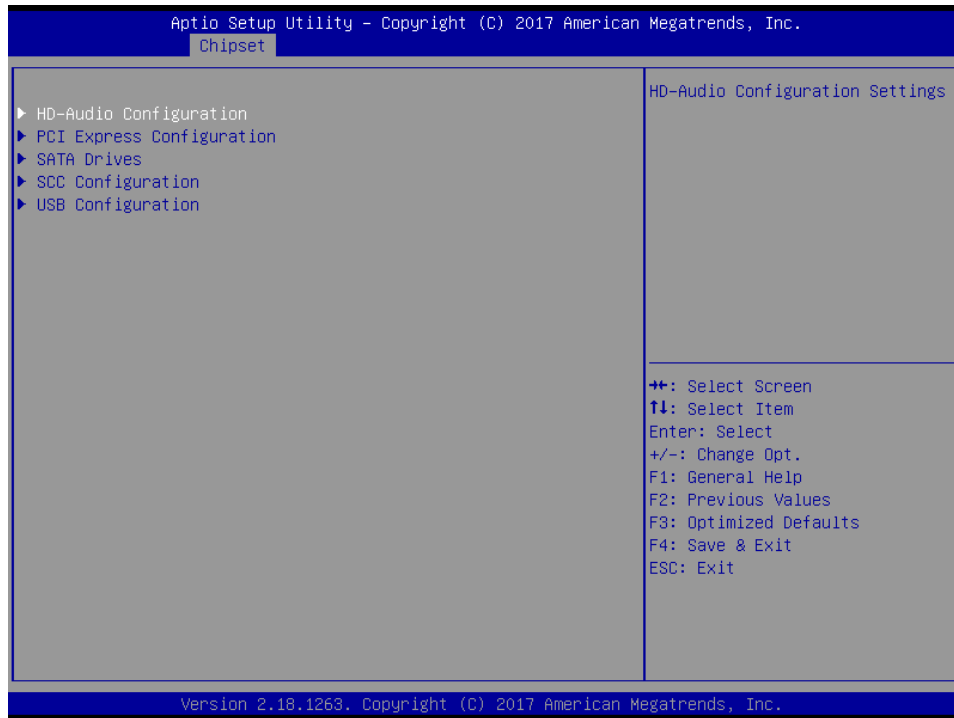 Aptio Setup Utility – Copyright (C) 2017 American Megatrends, Inc.
Chipset
HD-Audio Configuration
PCI Express Configuration
SATA Drives
SCC Configuration
USB Configuration
HD-Audio Configuration Settings
→←: Select Screen
↑↓: Select Item
Enter: Select
+/-: Change Opt.
F1: General Help
F2: Previous Values
F3: Optimized Defaults
F4: Save & Exit
ESC: Exit
Version 2.18.1263. Copyright (C) 2017 American Megatrends, Inc.